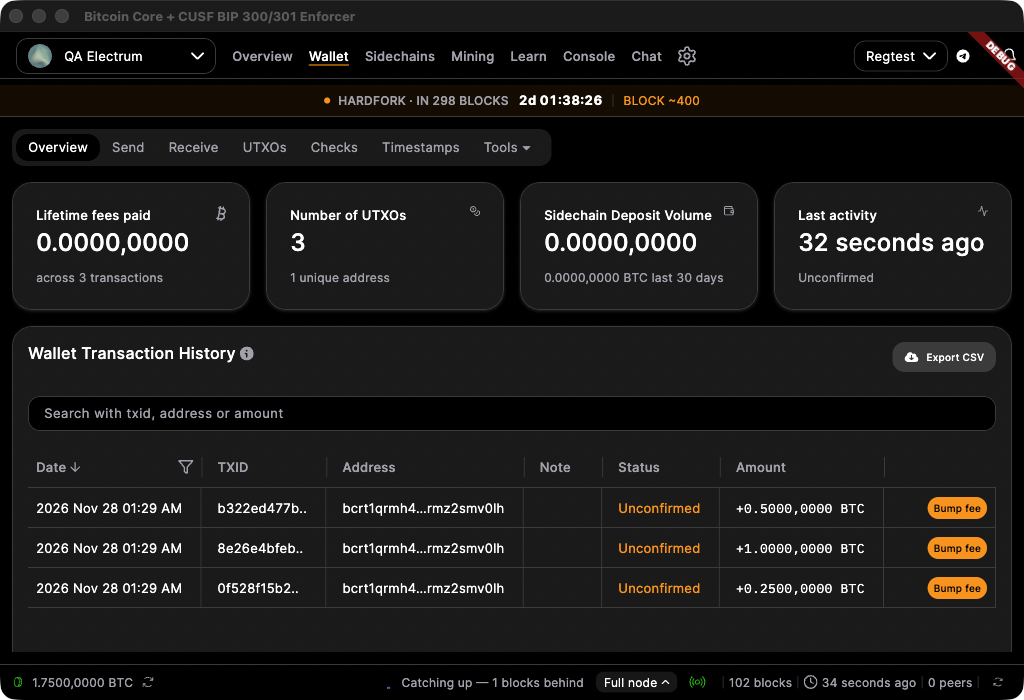 Bitcoin Core + CUSF BIP 300/301 Enforcer
QA Electrum Overview Wallet Sidechains Mining Learn Console Chat Regtest DEBUG
HARDFORK · IN 298 BLOCKS 2d 01:38:26 BLOCK ~400
Overview Send Receive UTXOs Checks Timestamps Tools
Lifetime fees paid
0.0000,0000
across 3 transactions
Number of UTXOs
3
1 unique address
Sidechain Deposit Volume
0.0000,0000
0.0000,0000 BTC last 30 days
Last activity
32 seconds ago
Unconfirmed
Wallet Transaction History
Export CSV
Search with txid, address or amount
Date TXID Address Note Status Amount
2026 Nov 28 01:29 AM b322ed477b.. bcrt1qrmh4...rmz2smv0lh Unconfirmed +0.5000,0000 BTC Bump fee
2026 Nov 28 01:29 AM 8e26e4bfeb.. bcrt1qrmh4...rmz2smv0lh Unconfirmed +1.0000,0000 BTC Bump fee
2026 Nov 28 01:29 AM 0f528f15b2.. bcrt1qrmh4...rmz2smv0lh Unconfirmed +0.2500,0000 BTC Bump fee
1.7500,0000 BTC Catching up — 1 blocks behind Full node 102 blocks 34 seconds ago 0 peers